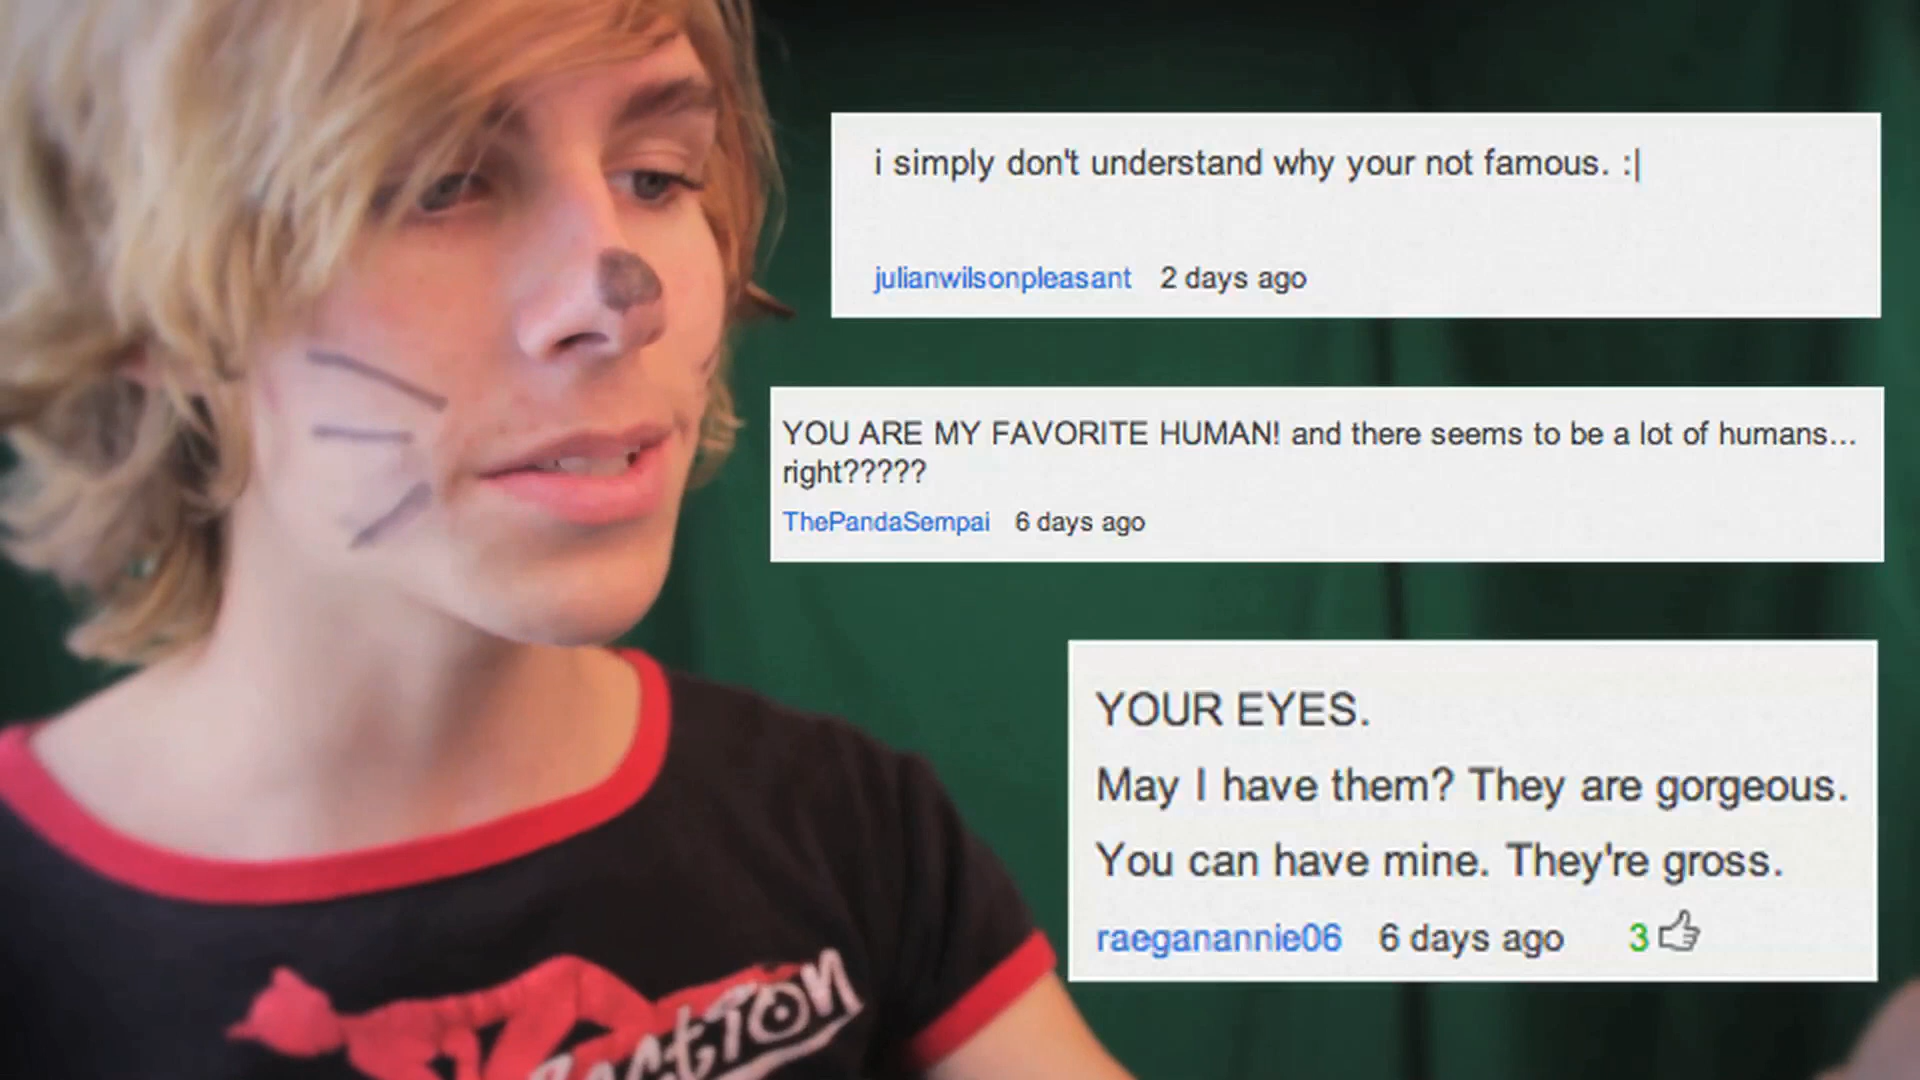 i simply don't understand why your not famous. :|
julianwilsonpleasant 2 days ago
YOU ARE MY FAVORITE HUMAN! and there seems to be a lot of humans...
right?????
ThePandaSempai 6 days ago
YOUR EYES.
May I have them? They are gorgeous.
You can have mine. They're gross.
raeganannie06 6 days ago 3